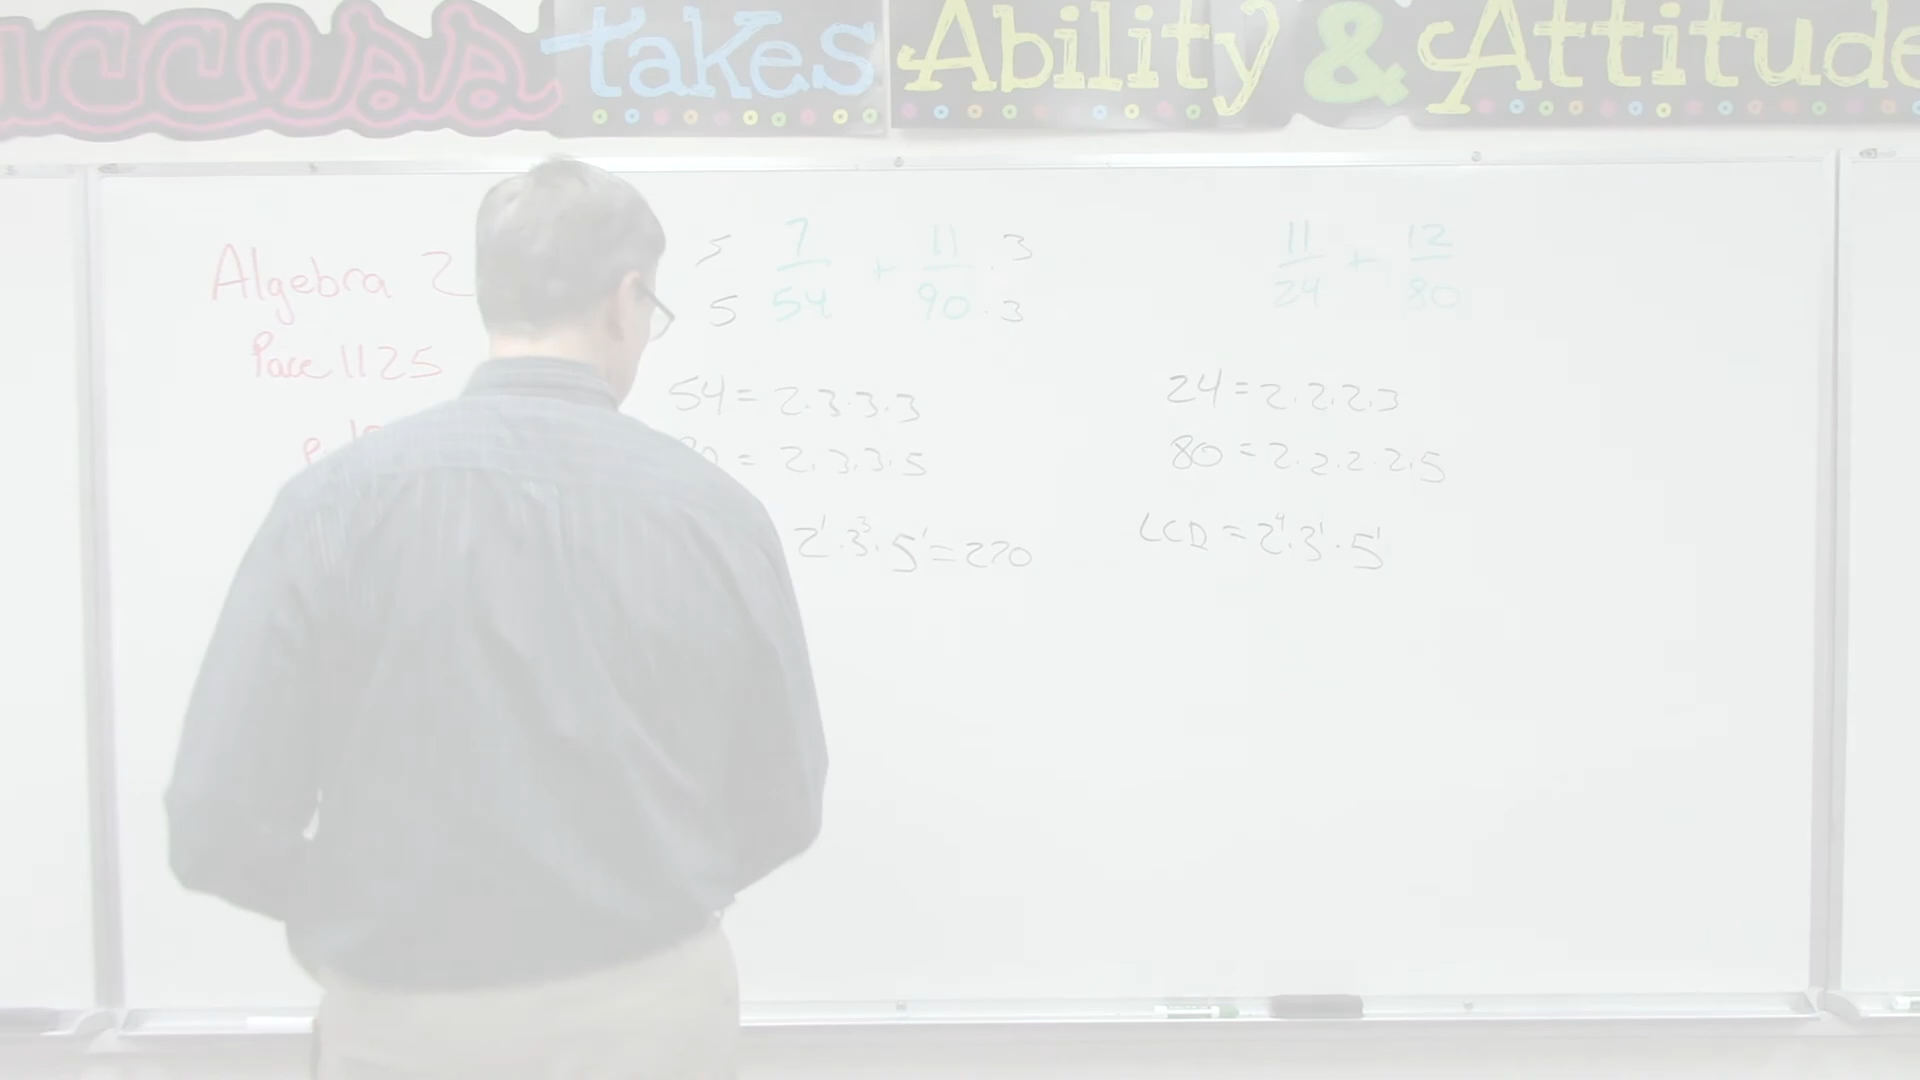 uccess takes Ability & Attitude
Algebra 2
Pace 1125
p.
5 7/54 + 11/90 · 3
5 · 3
54 = 2·3·3·3
= 2·3·3·5
2¹·3³·5¹=270
11/24 + 12/80
24 = 2·2·2·3
80 = 2·2·2·2·5
LCD = 2⁴·3¹·5¹